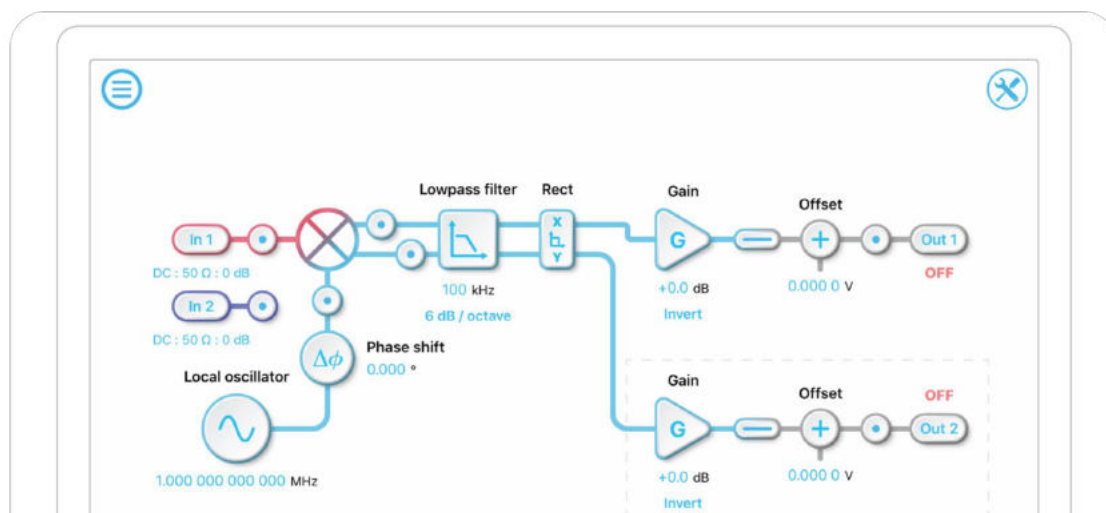 Lowpass filter
Rect
Gain
Offset
In 1
X
Y
G
Out 1
DC : 50 Ω : 0 dB
100 kHz
+0.0 dB
0.000 0 V
OFF
In 2
6 dB / octave
Invert
DC : 50 Ω : 0 dB
Δϕ
Phase shift
0.000 °
Local oscillator
Gain
Offset
OFF
G
Out 2
1.000 000 000 000 MHz
+0.0 dB
0.000 0 V
Invert